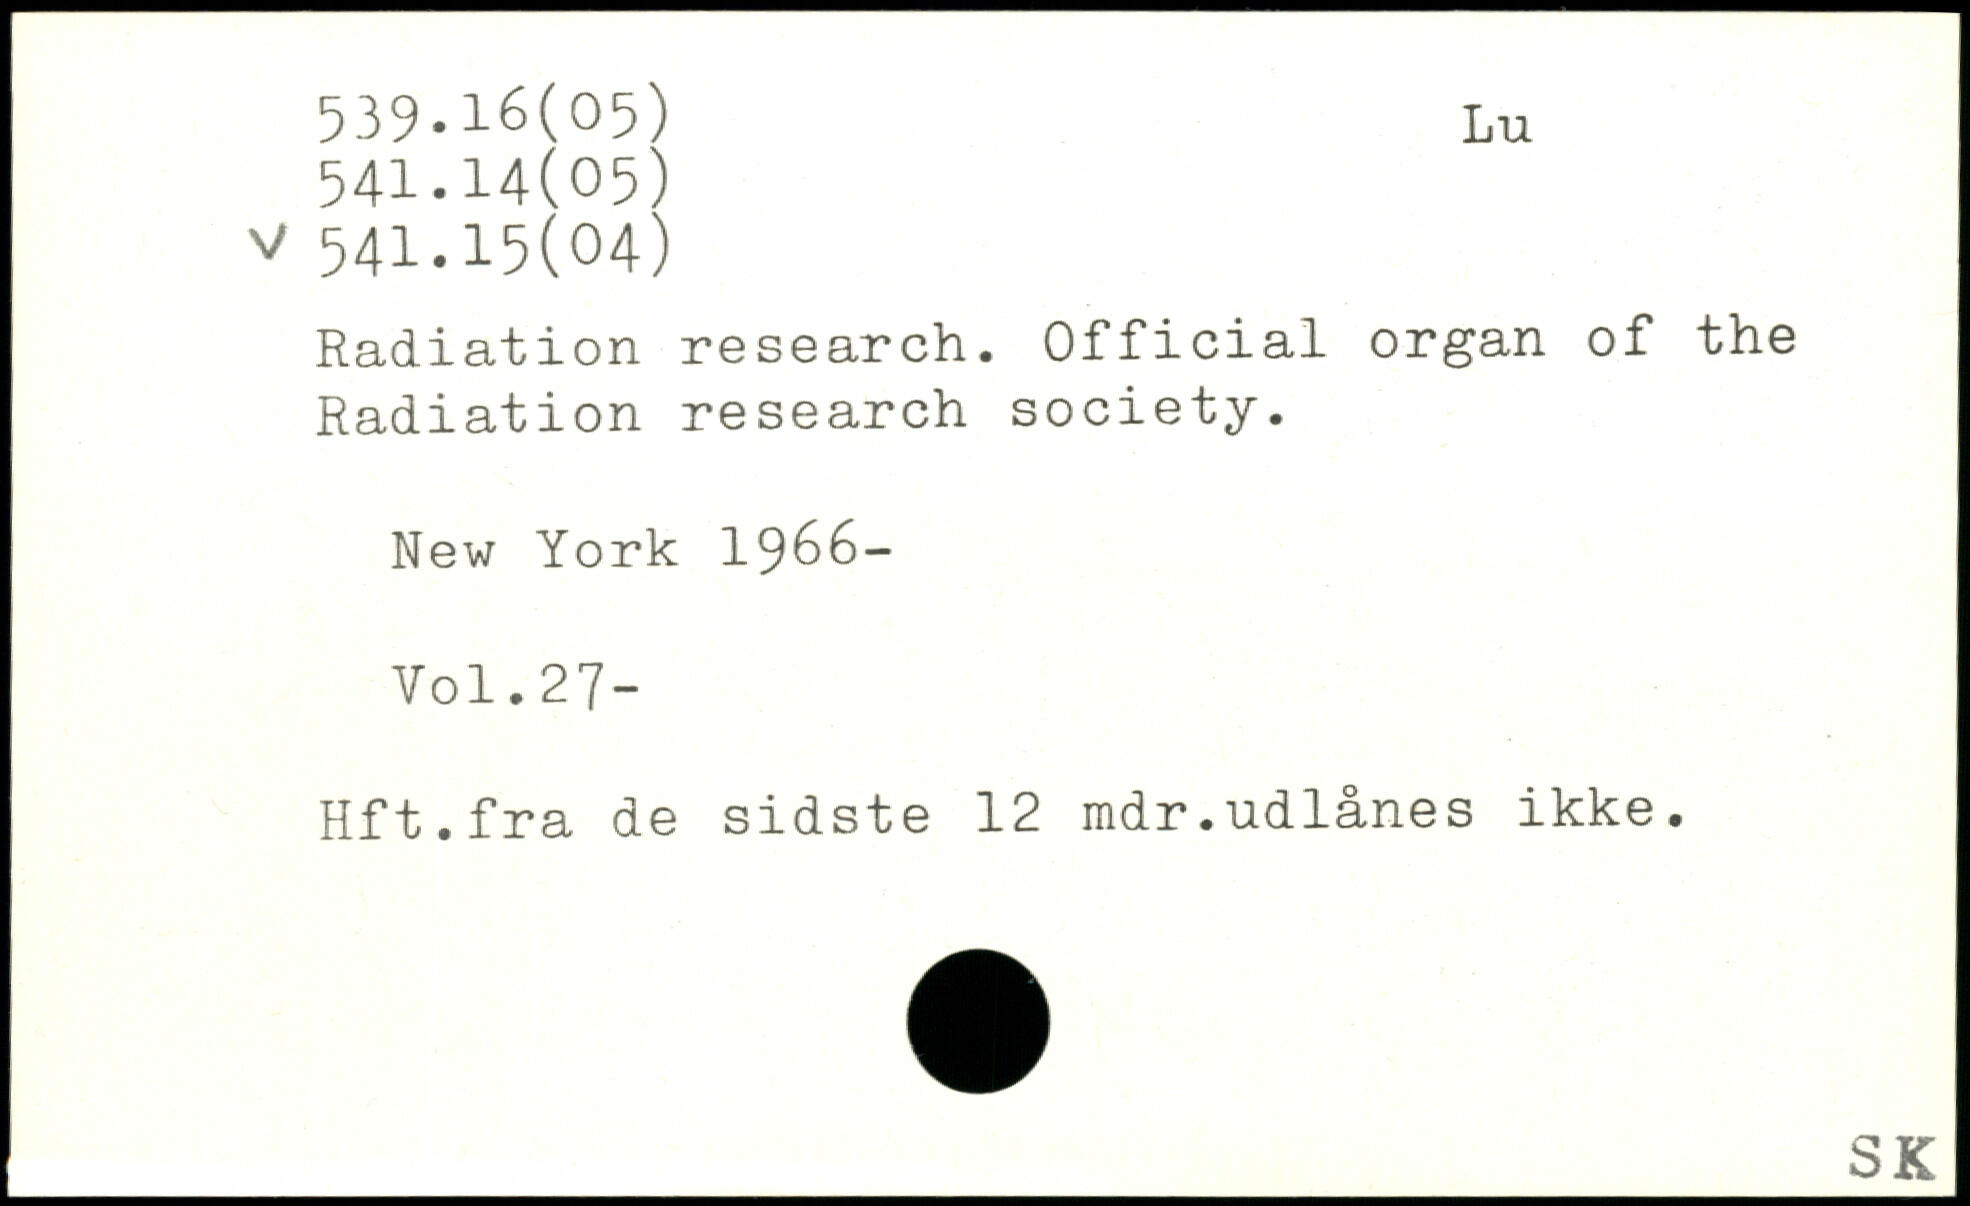 539.16(05) Lu
541.14(05)
v 541.15(04)
Radiation research. Official organ of the
Radiation research society.
New York 1966-
Vol.27-
Hft.fra de sidste 12 mdr.udlånes ikke.
SK